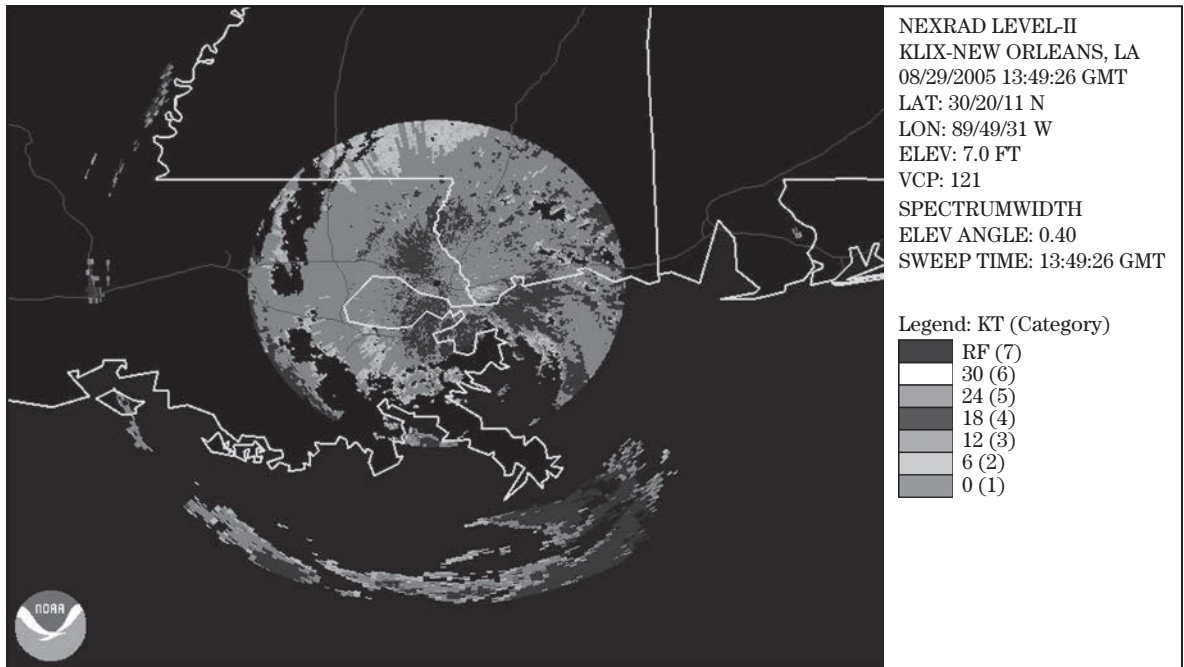 NEXRAD LEVEL-II
KLIX-NEW ORLEANS, LA
08/29/2005 13:49:26 GMT
LAT: 30/20/11 N
LON: 89/49/31 W
ELEV: 7.0 FT
VCP: 121
SPECTRUMWIDTH
ELEV ANGLE: 0.40
SWEEP TIME: 13:49:26 GMT
Legend: KT (Category)
RF (7)
30 (6)
24 (5)
18 (4)
12 (3)
6 (2)
0 (1)
NOAA